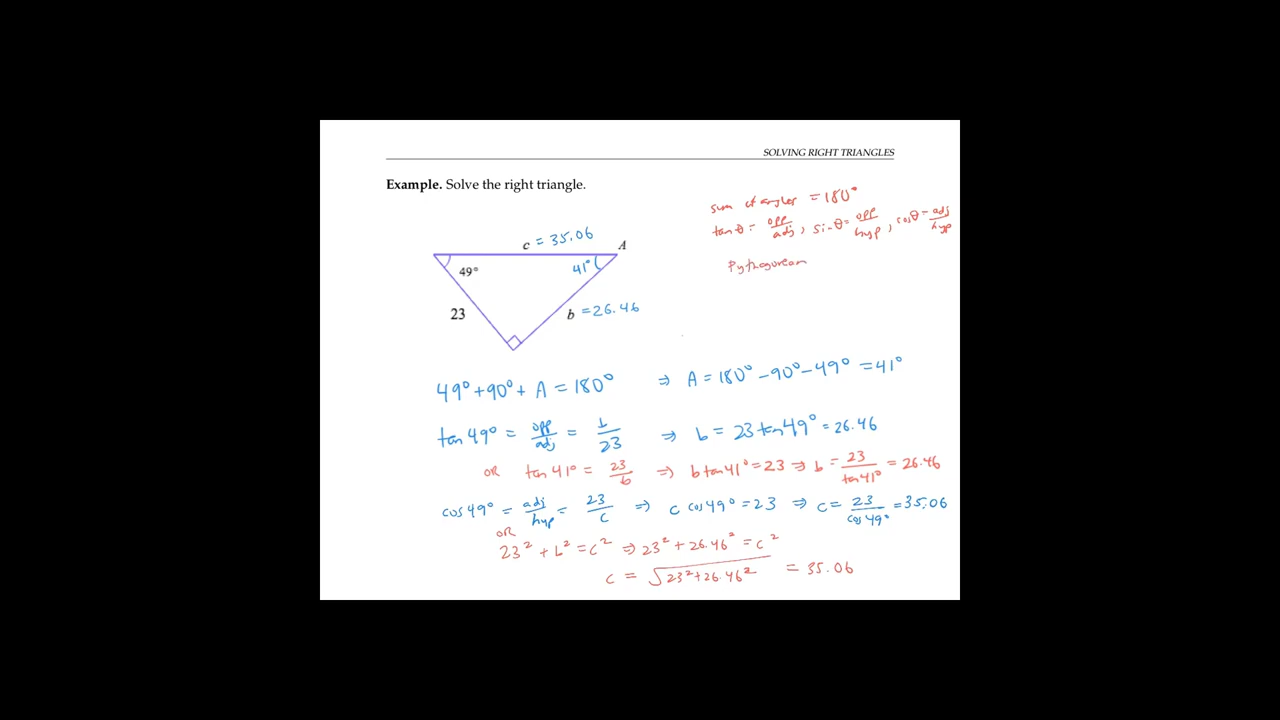 SOLVING RIGHT TRIANGLES
Example. Solve the right triangle.
sum of angles = 180°
tan θ = opp/adj, sin θ = opp/hyp, cos θ = adj/hyp
Pythagorean
c = 35.06
A
49°
41°
23
b = 26.46
49° + 90° + A = 180° ⇒ A = 180° - 90° - 49° = 41°
tan 49° = opp/adj = b/23 ⇒ b = 23 tan 49° = 26.46
OR tan 41° = 23/b ⇒ b tan 41° = 23 ⇒ b = 23/tan 41° = 26.46
cos 49° = adj/hyp = 23/c ⇒ c cos 49° = 23 ⇒ c = 23/cos 49° = 35.06
OR
23² + b² = c² ⇒ 23² + 26.46² = c²
c = √(23² + 26.46²) = 35.06